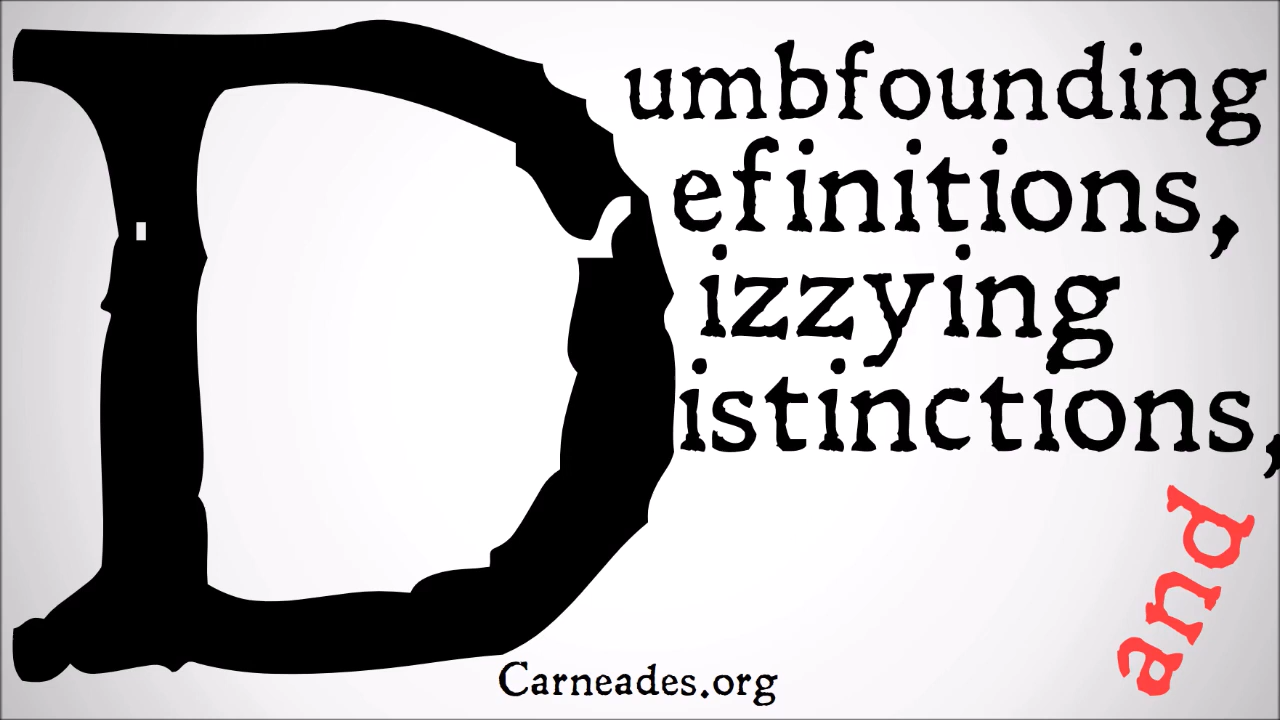 D
umbfounding
efinitions,
izzying
istinctions,
and
Carneades.org